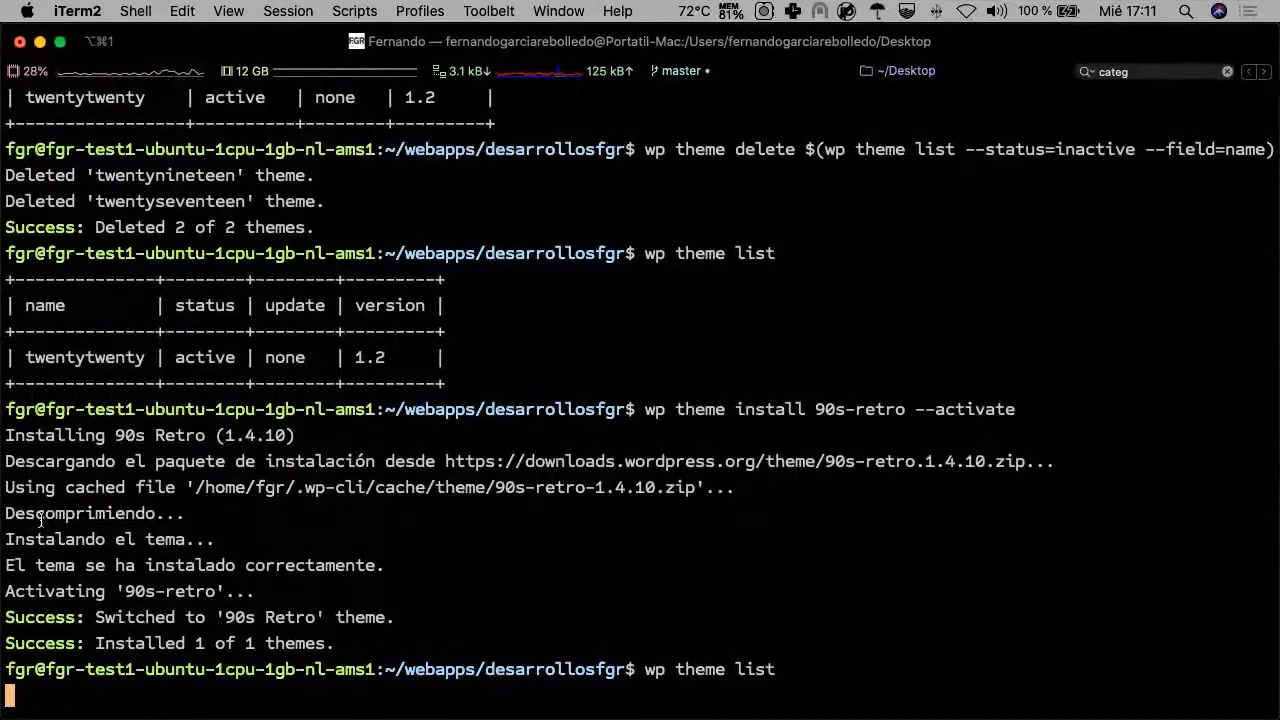 iTerm2 Shell Edit View Session Scripts Profiles Toolbelt Window Help 72°C MEM 81% 100 % Mié 17:11
⌥⌘1 FGR Fernando — fernandogarciarebolledo@Portatil-Mac:/Users/fernandogarciarebolledo/Desktop
28% 12 GB 3.1 kB↓ 125 kB↑ master • ~/Desktop categ
| twentytwenty    | active   | none   | 1.2     |
+-----------------+----------+--------+---------+
fgr@fgr-test1-ubuntu-1cpu-1gb-nl-ams1:~/webapps/desarrollosfgr$ wp theme delete $(wp theme list --status=inactive --field=name)
Deleted 'twentynineteen' theme.
Deleted 'twentyseventeen' theme.
Success: Deleted 2 of 2 themes.
fgr@fgr-test1-ubuntu-1cpu-1gb-nl-ams1:~/webapps/desarrollosfgr$ wp theme list
+--------------+--------+--------+---------+
| name         | status | update | version |
+--------------+--------+--------+---------+
| twentytwenty | active | none   | 1.2     |
+--------------+--------+--------+---------+
fgr@fgr-test1-ubuntu-1cpu-1gb-nl-ams1:~/webapps/desarrollosfgr$ wp theme install 90s-retro --activate
Installing 90s Retro (1.4.10)
Descargando el paquete de instalación desde https://downloads.wordpress.org/theme/90s-retro.1.4.10.zip...
Using cached file '/home/fgr/.wp-cli/cache/theme/90s-retro-1.4.10.zip'...
Descomprimiendo...
Instalando el tema...
El tema se ha instalado correctamente.
Activating '90s-retro'...
Success: Switched to '90s Retro' theme.
Success: Installed 1 of 1 themes.
fgr@fgr-test1-ubuntu-1cpu-1gb-nl-ams1:~/webapps/desarrollosfgr$ wp theme list